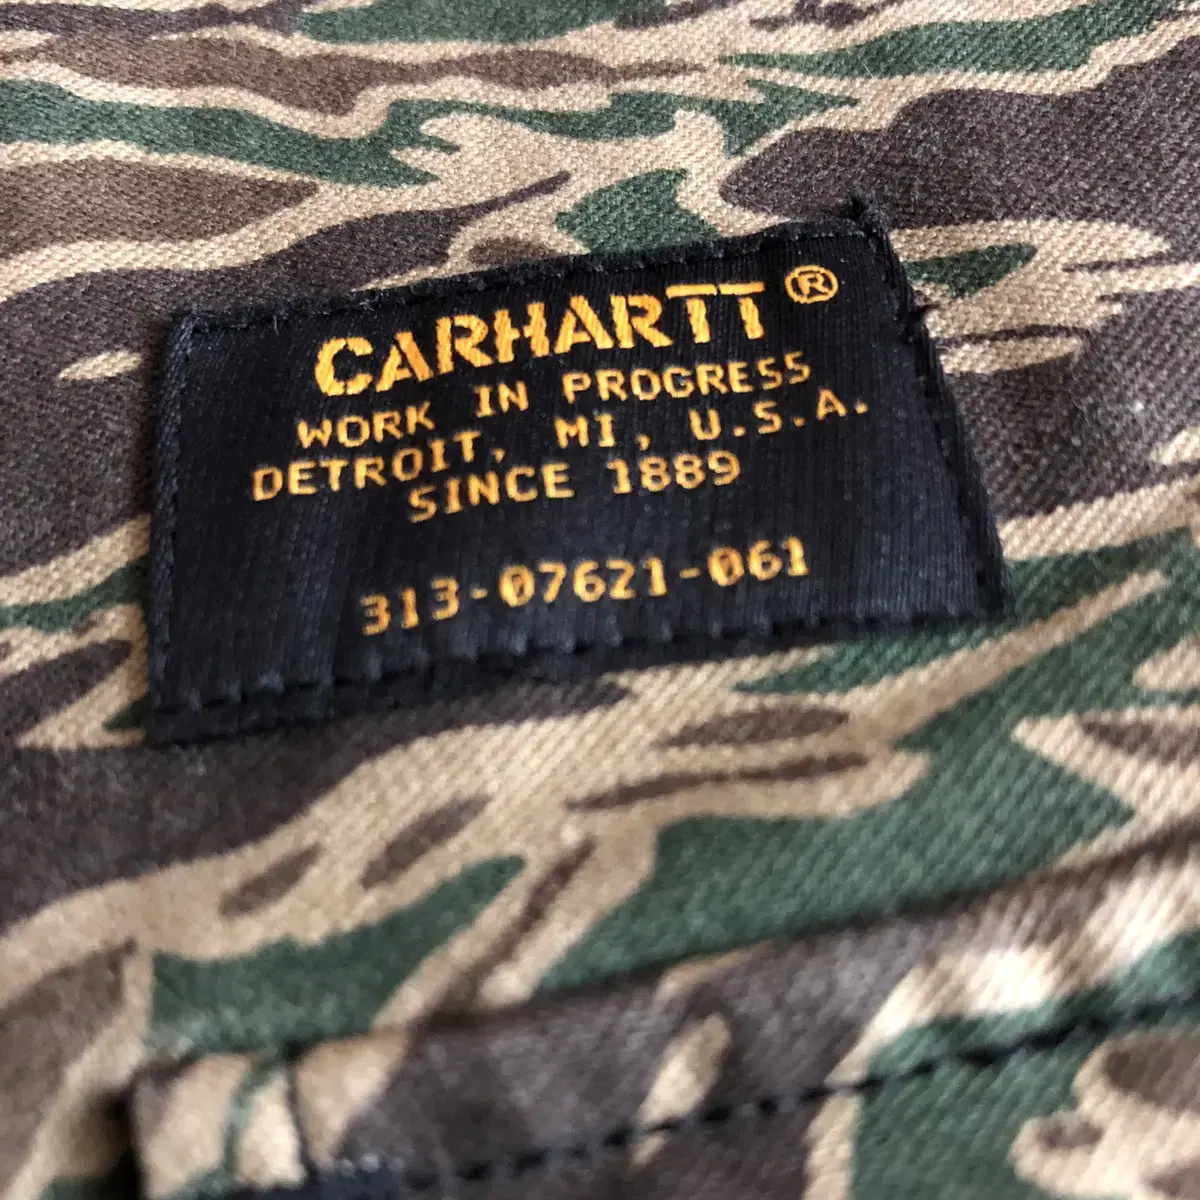 CARHARTT®
WORK IN PROGRESS
DETROIT, MI, U.S.A.
SINCE 1889
313-07621-061